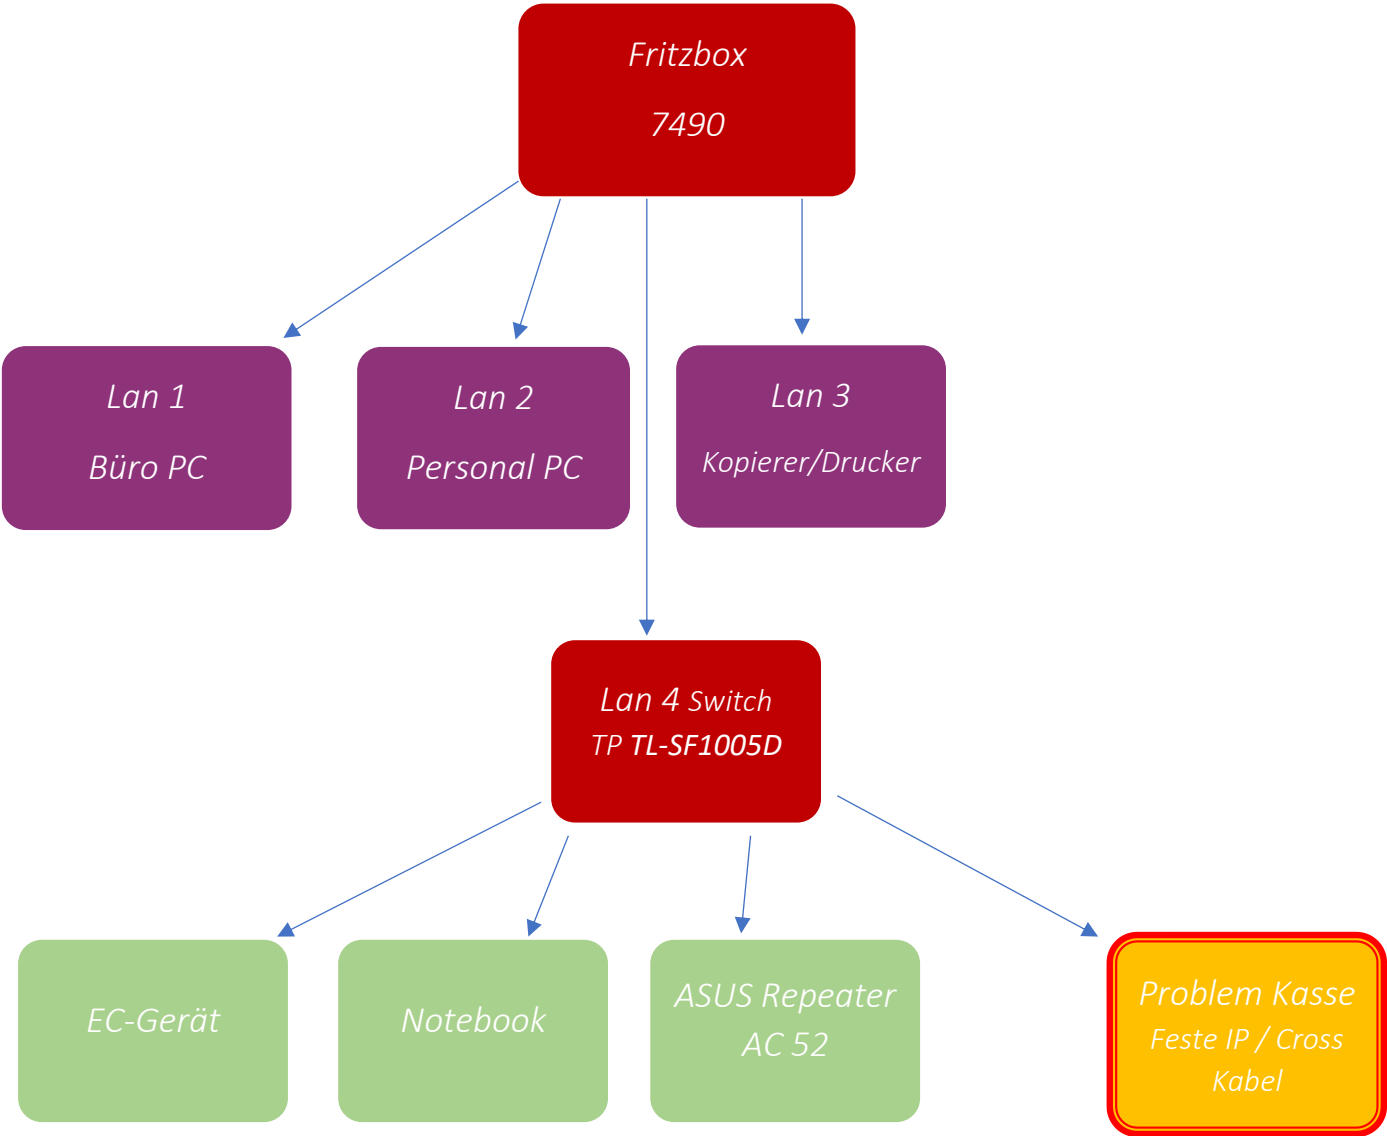 Fritzbox
7490
Lan 1
Büro PC
Lan 2
Personal PC
Lan 3
Kopierer/Drucker
Lan 4 Switch
TP TL-SF1005D
EC-Gerät
Notebook
ASUS Repeater
AC 52
Problem Kasse
Feste IP / Cross
Kabel